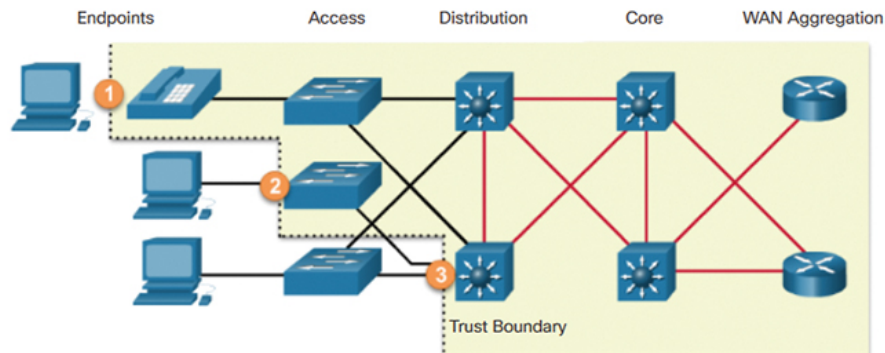 Endpoints Access Distribution Core WAN Aggregation
1
2
3
Trust Boundary